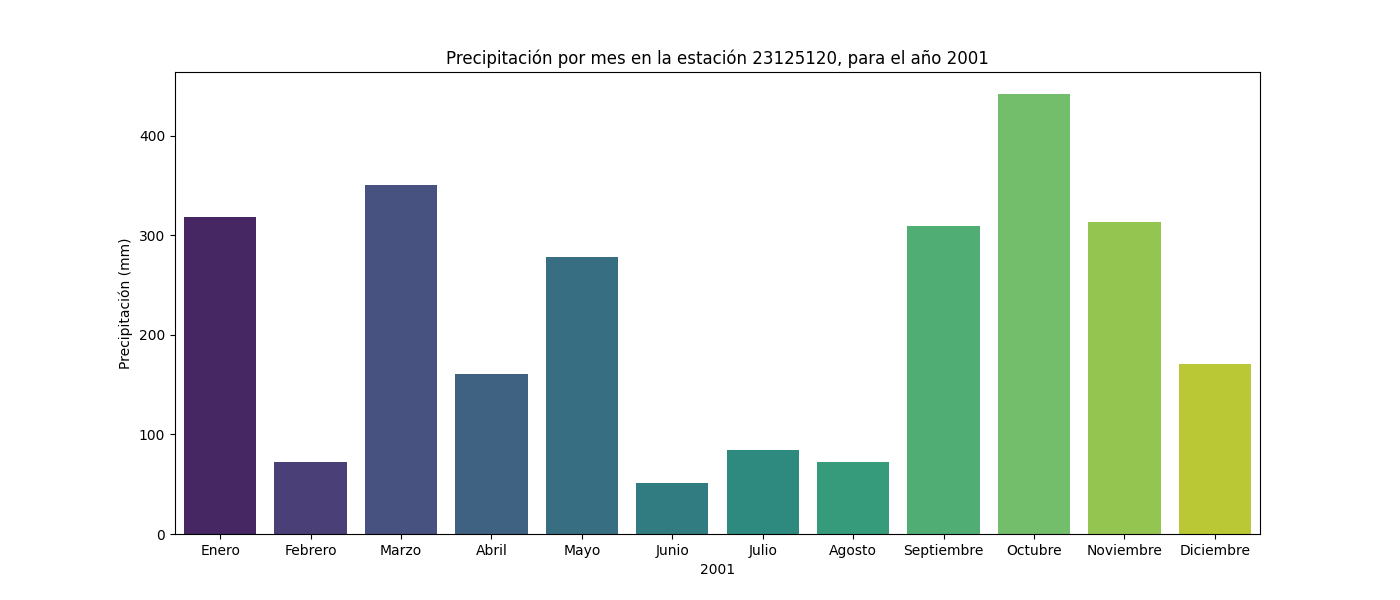 Precipitación por mes en la estación 23125120, para el año 2001
Precipitación (mm)
400
300
200
100
0
Enero Febrero Marzo Abril Mayo Junio Julio Agosto Septiembre Octubre Noviembre Diciembre
2001